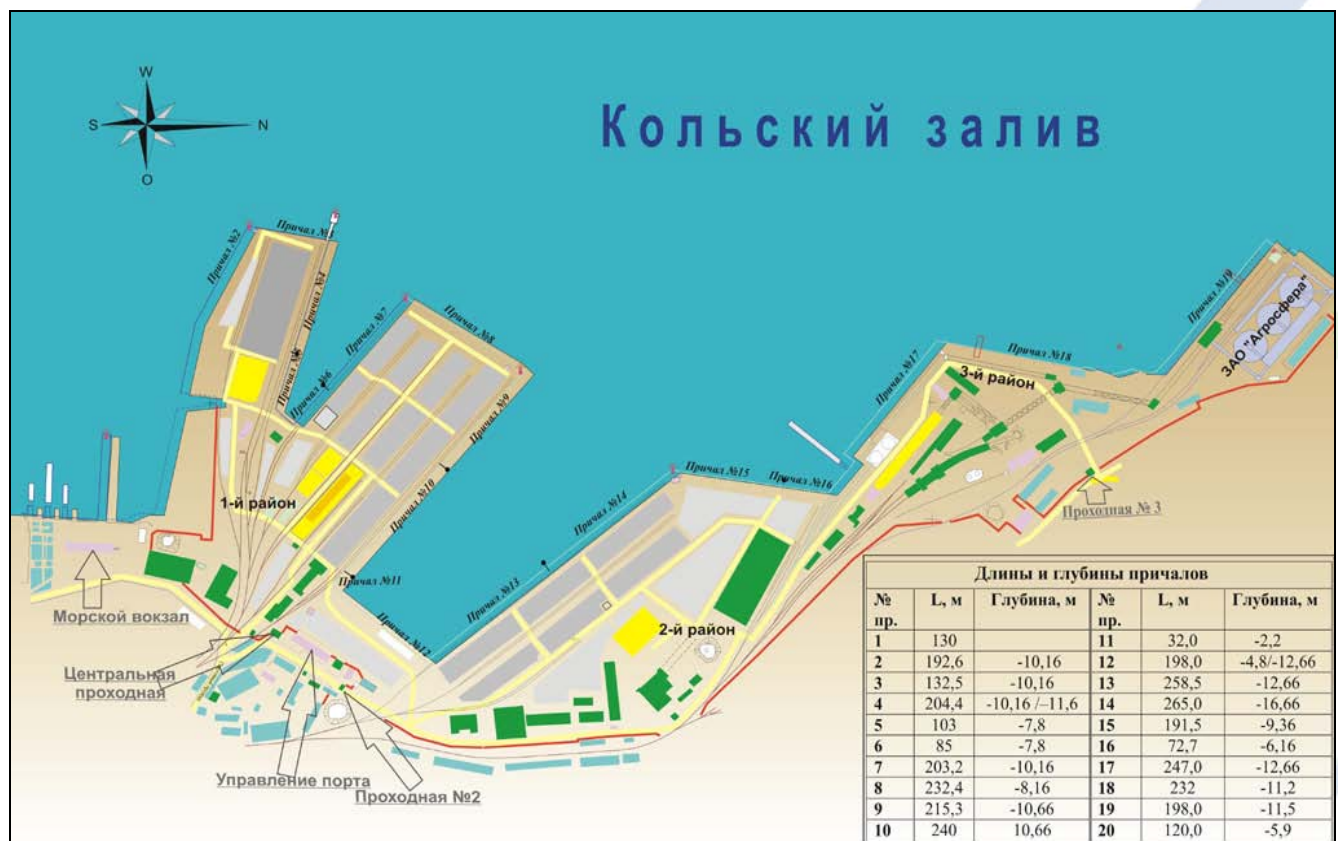 W
S
N
O
Кольский залив
Причал №2
Причал №3
Причал №4
Причал №5
Причал №6
Причал №7
Причал №8
Причал №9
Причал №10
Причал №11
Причал №12
Причал №13
Причал №14
Причал №15
Причал №16
Причал №17
Причал №18
Причал №19
ЗАО "Агросфера"
1-й район
2-й район
3-й район
Проходная № 3
Морской вокзал
Центральная
проходная
Управление порта
Проходная №2
Длины и глубины причалов
№ пр. L, м Глубина, м № пр. L, м Глубина, м
1 130 11 32,0 -2,2
2 192,6 -10,16 12 198,0 -4,8/-12,66
3 132,5 -10,16 13 258,5 -12,66
4 204,4 -10,16 /–11,6 14 265,0 -16,66
5 103 -7,8 15 191,5 -9,36
6 85 -7,8 16 72,7 -6,16
7 203,2 -10,16 17 247,0 -12,66
8 232,4 -8,16 18 232 -11,2
9 215,3 -10,66 19 198,0 -11,5
10 240 10,66 20 120,0 -5,9